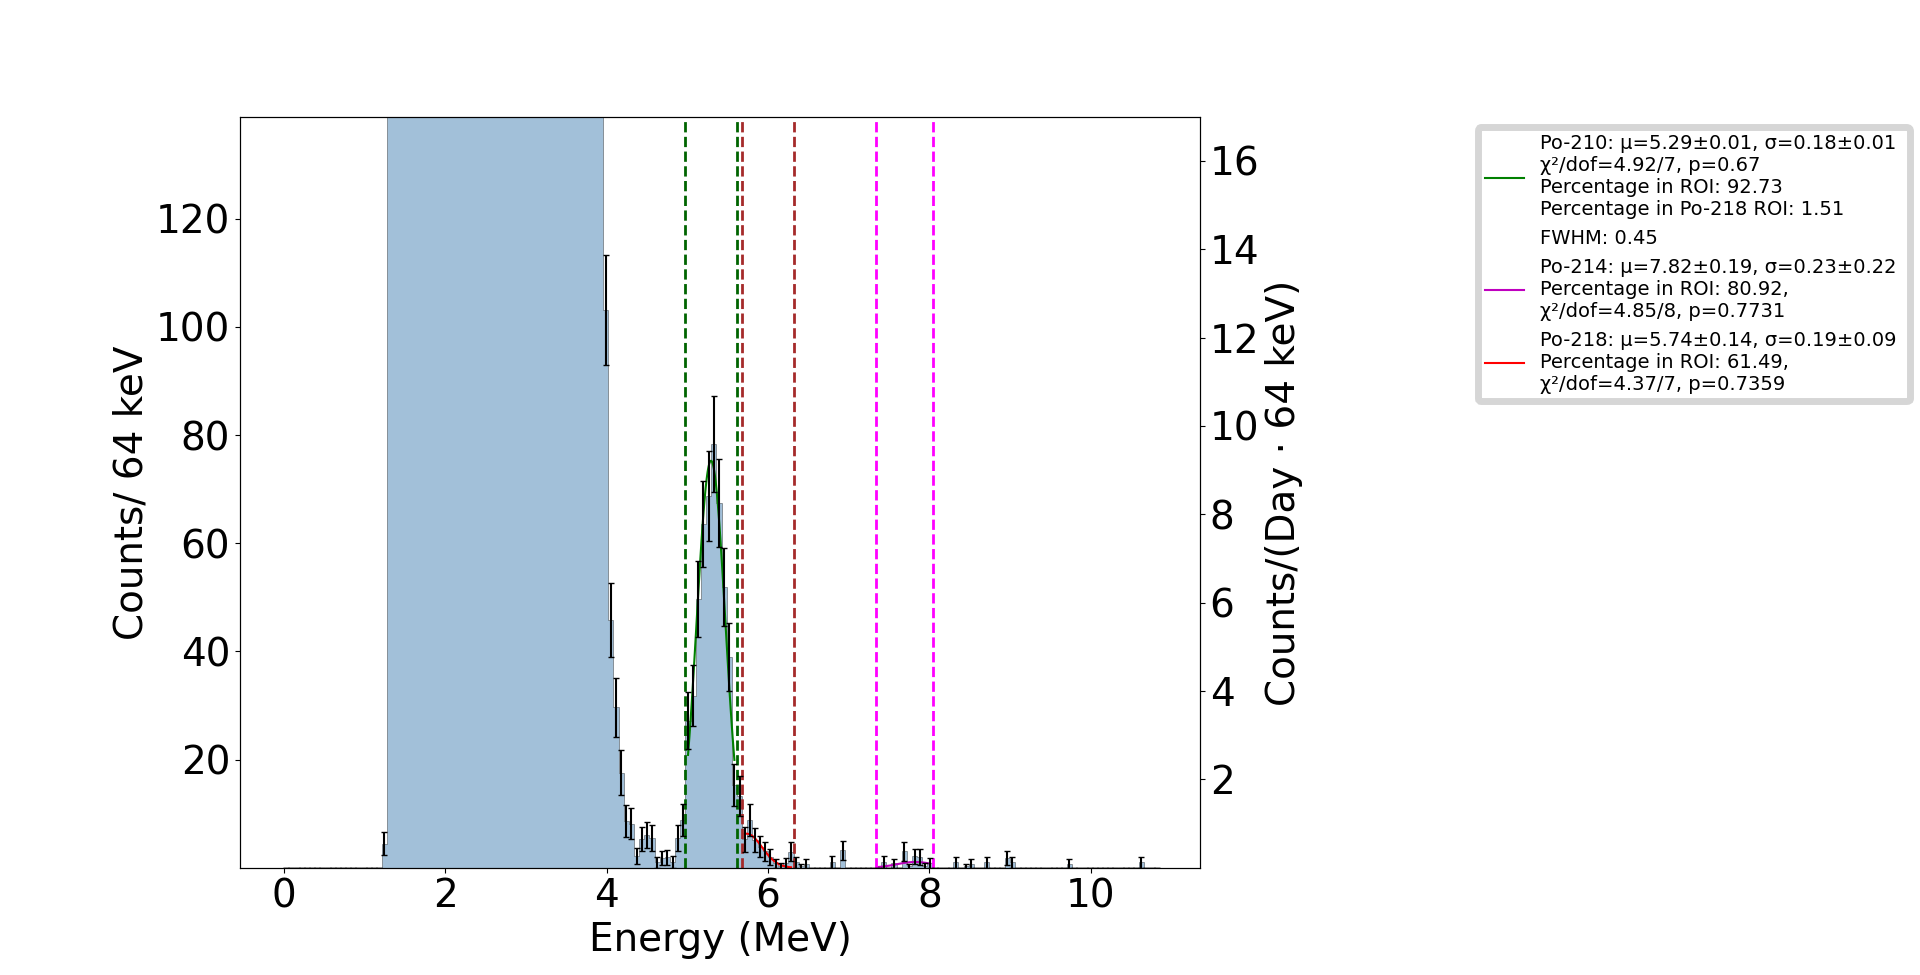 Counts/ 64 keV
120
100
80
60
40
20
0
2
4
6
8
10
Energy (MeV)
16
14
12
10
8
6
4
2
Counts/(Day · 64 keV)
Po-210: μ=5.29±0.01, σ=0.18±0.01
χ²/dof=4.92/7, p=0.67
Percentage in ROI: 92.73
Percentage in Po-218 ROI: 1.51
FWHM: 0.45
Po-214: μ=7.82±0.19, σ=0.23±0.22
Percentage in ROI: 80.92,
χ²/dof=4.85/8, p=0.7731
Po-218: μ=5.74±0.14, σ=0.19±0.09
Percentage in ROI: 61.49,
χ²/dof=4.37/7, p=0.7359